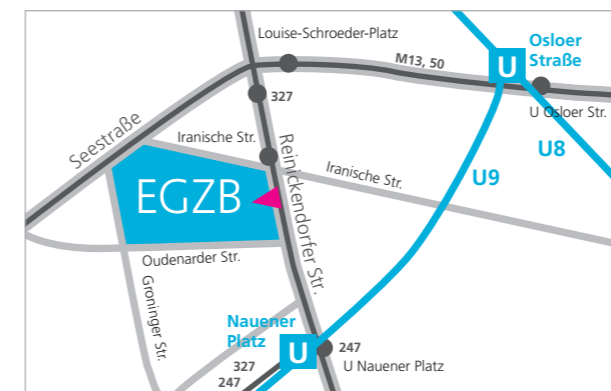 Louise-Schroeder-Platz
Osloer
Straße
M13, 50
U
327
U Osloer Str.
Seestraße
Iranische Str.
Reinickendorfer Str.
Iranische Str.
U8
U9
EGZB
Oudenarder Str.
Groninger Str.
Nauener
Platz
U
247
U Nauener Platz
327
247